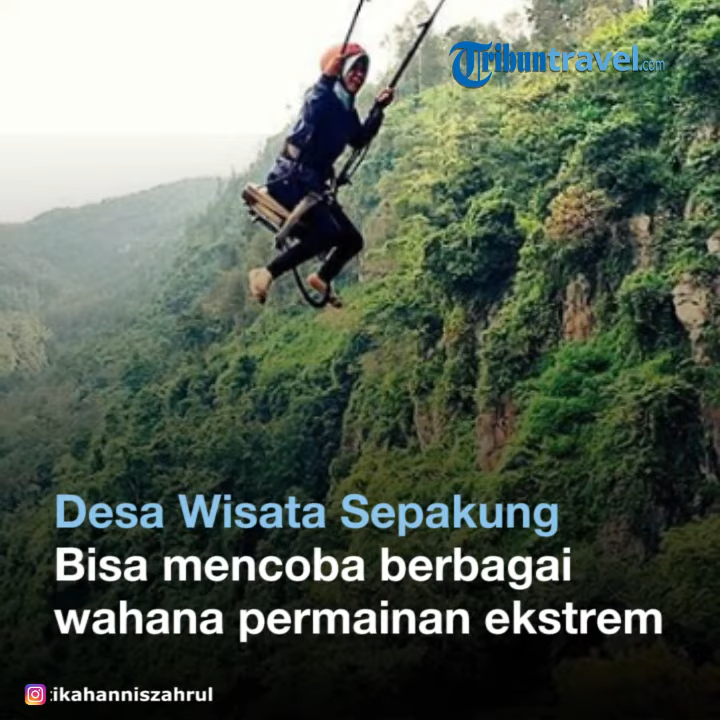 Tribuntravel.com
Desa Wisata Sepakung
Bisa mencoba berbagai
wahana permainan ekstrem
:ikahanniszahrul